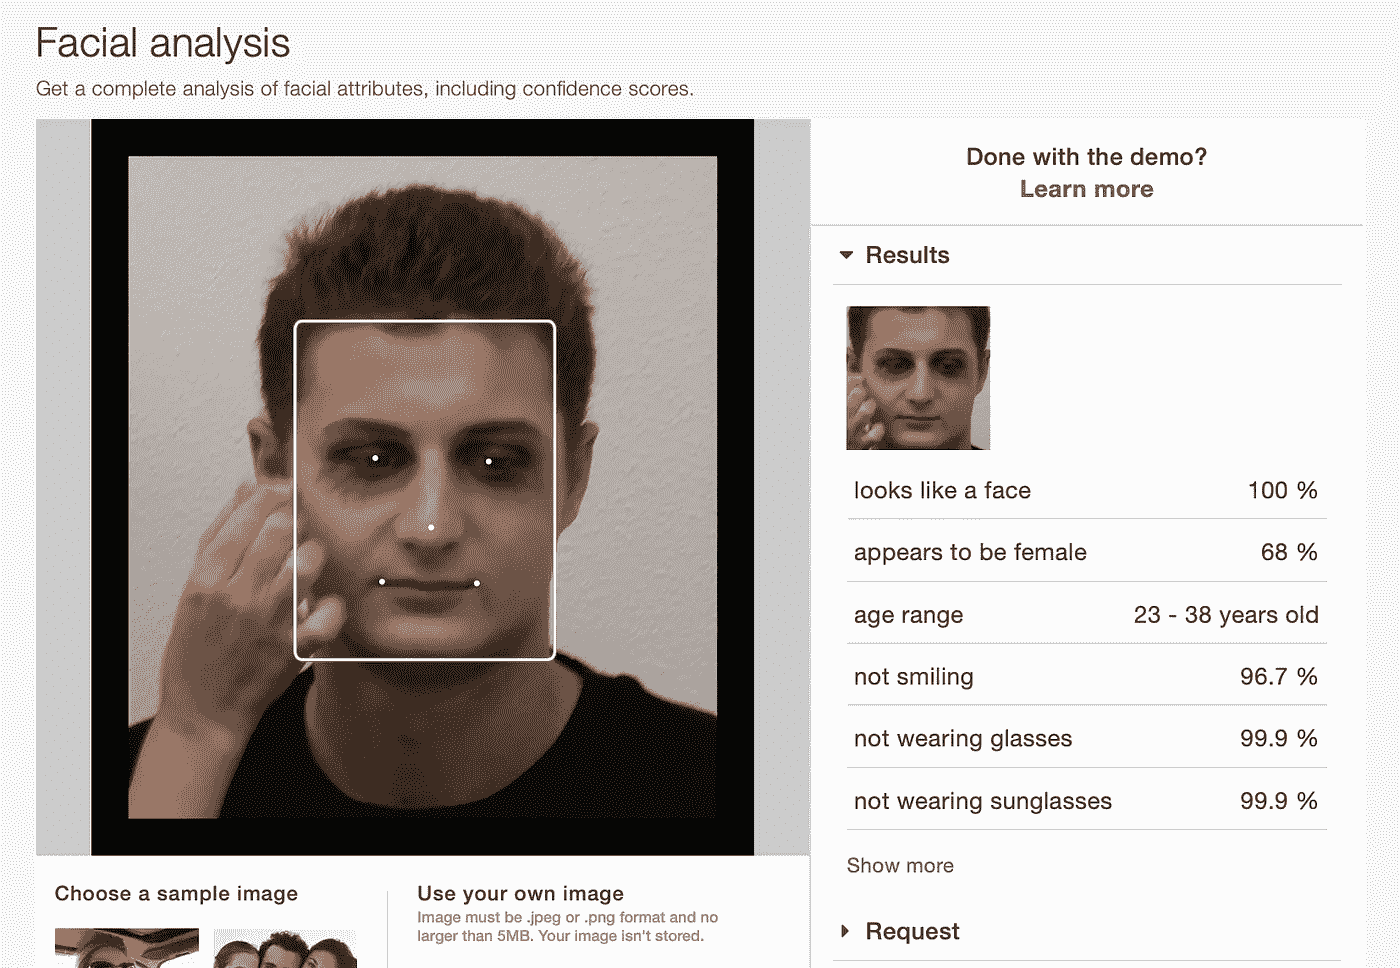 Facial analysis
Get a complete analysis of facial attributes, including confidence scores.
Done with the demo?
Learn more
Results
looks like a face 100 %
appears to be female 68 %
age range 23 - 38 years old
not smiling 96.7 %
not wearing glasses 99.9 %
not wearing sunglasses 99.9 %
Show more
Request
Choose a sample image
Use your own image
Image must be .jpeg or .png format and no
larger than 5MB. Your image isn't stored.